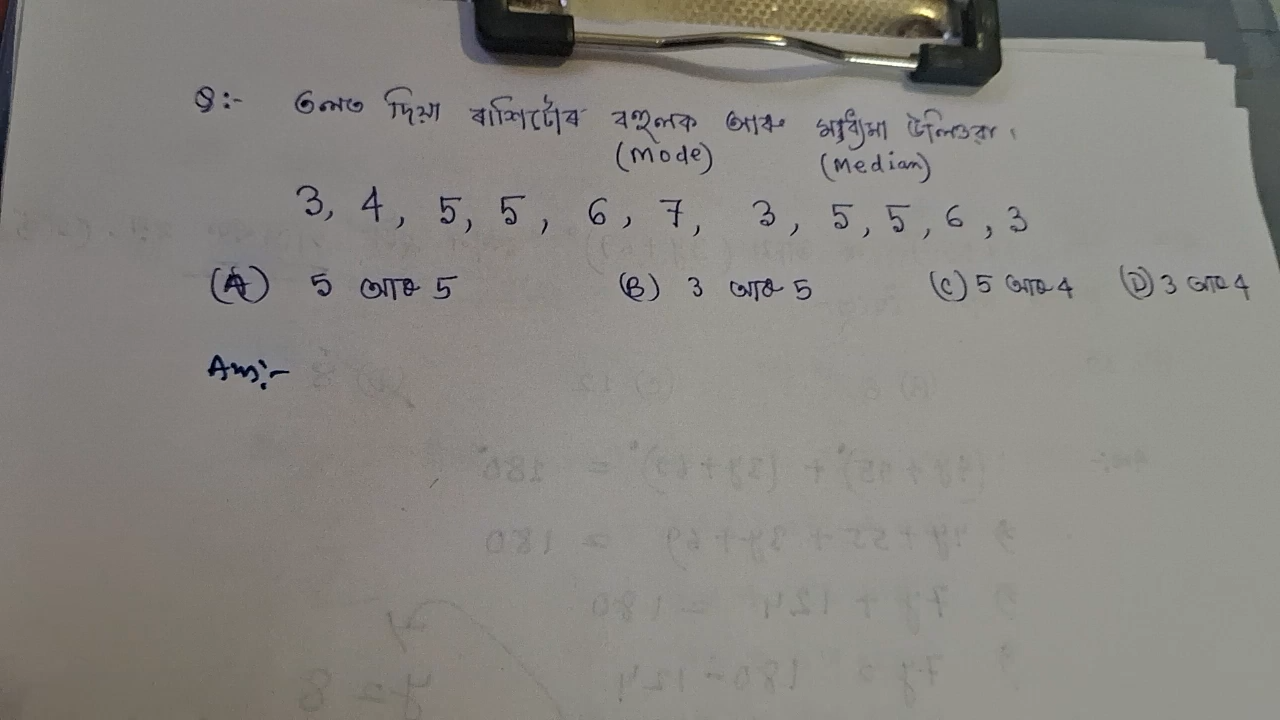 Q:- তলত দিয়া ৰাশিটোৰ বহুলক আৰু মধ্যমা উলিওৱা।
(Mode) (Median)
3, 4, 5, 5, 6, 7, 3, 5, 5, 6, 3
(A) 5 আৰু 5 (B) 3 আৰু 5 (C) 5 আৰু 4 (D) 3 আৰু 4
Ans:-